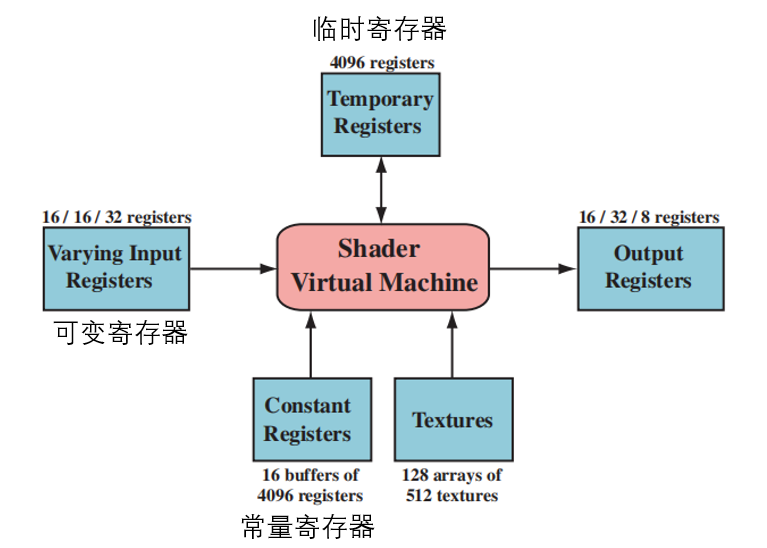 临时寄存器
4096 registers
Temporary
Registers
16 / 16 / 32 registers
Varying Input
Registers
可变寄存器
Shader
Virtual Machine
16 / 32 / 8 registers
Output
Registers
Constant
Registers
16 buffers of
4096 registers
常量寄存器
Textures
128 arrays of
512 textures